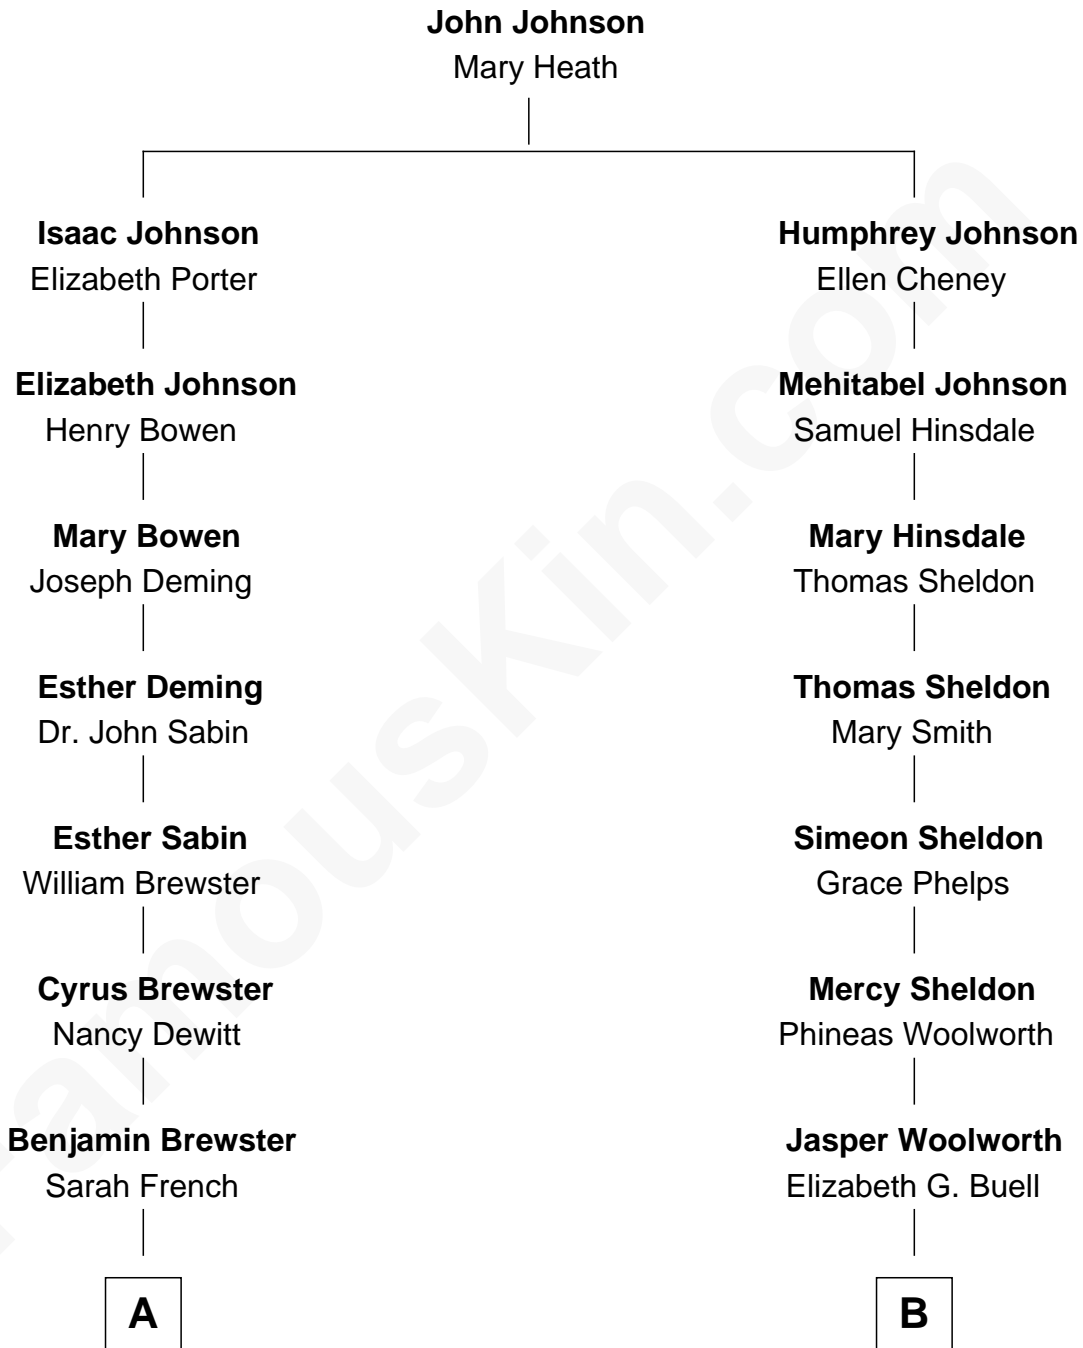 John Johnson
Mary Heath
Isaac Johnson
Elizabeth Porter
Humphrey Johnson
Ellen Cheney
Elizabeth Johnson
Henry Bowen
Mehitabel Johnson
Samuel Hinsdale
Mary Bowen
Joseph Deming
Mary Hinsdale
Thomas Sheldon
Esther Deming
Dr. John Sabin
Thomas Sheldon
Mary Smith
Esther Sabin
William Brewster
Simeon Sheldon
Grace Phelps
Cyrus Brewster
Nancy Dewitt
Mercy Sheldon
Phineas Woolworth
Benjamin Brewster
Sarah French
Jasper Woolworth
Elizabeth G. Buell
A
B
FamousKin.com